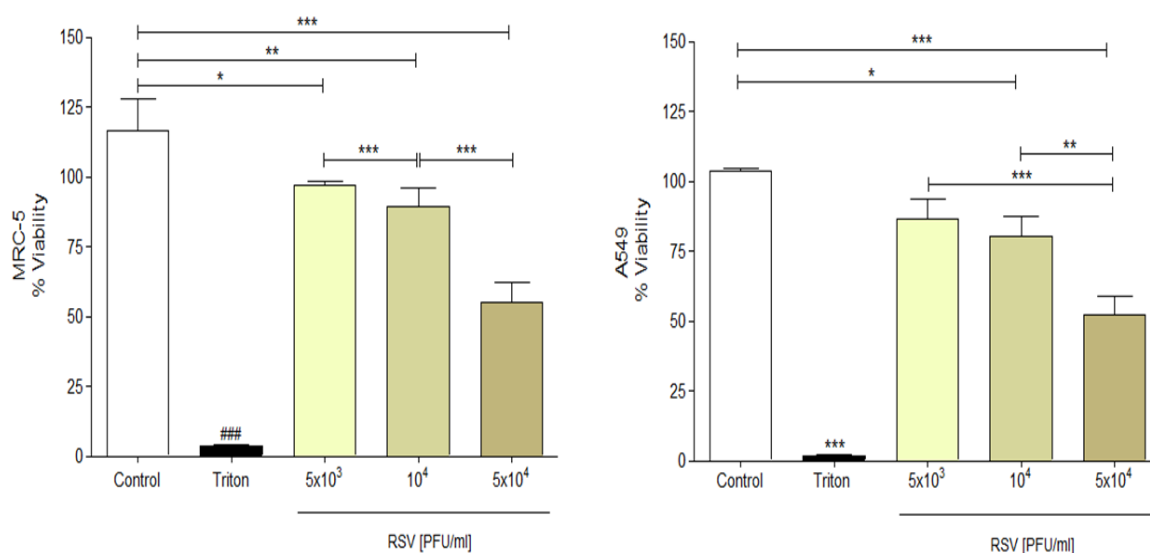 ***
150
**
*
125
***
***
100
MRC-5
% Viability
75
50
25
###
0
Control
Triton
5x10³
10⁴
5x10⁴
RSV [PFU/ml]
150
***
*
125
**
***
100
A549
% Viability
75
50
25
***
0
Control
Triton
5x10³
10⁴
5x10⁴
RSV [PFU/ml]